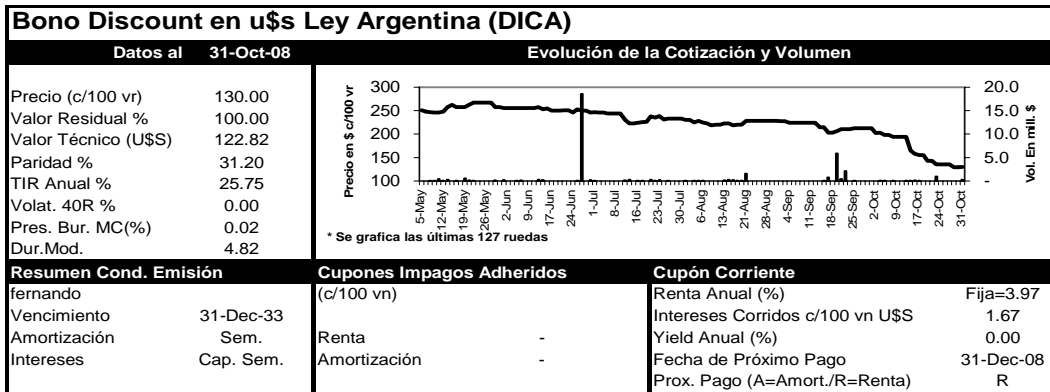 Bono Discount en u$s Ley Argentina (DICA)
Datos al 31-Oct-08
Evolución de la Cotización y Volumen
Precio (c/100 vr) 130.00
Valor Residual % 100.00
Valor Técnico (U$S) 122.82
Paridad % 31.20
TIR Anual % 25.75
Volat. 40R % 0.00
Pres. Bur. MC(%) 0.02
Dur.Mod. 4.82
Precio en $ c/100 vr
300
250
200
150
100
20.0
15.0
10.0
5.0
-
Vol. En mill. $
5-May 12-May 19-May 26-May 2-Jun 9-Jun 17-Jun 24-Jun 1-Jul 8-Jul 16-Jul 23-Jul 30-Jul 6-Aug 13-Aug 21-Aug 28-Aug 4-Sep 11-Sep 18-Sep 25-Sep 2-Oct 9-Oct 17-Oct 24-Oct 31-Oct
* Se grafica las últimas 127 ruedas
Resumen Cond. Emisión
fernando
Vencimiento 31-Dec-33
Amortización Sem.
Intereses Cap. Sem.
Cupones Impagos Adheridos
(c/100 vn)
Renta -
Amortización -
Cupón Corriente
Renta Anual (%) Fija=3.97
Intereses Corridos c/100 vn U$S 1.67
Yield Anual (%) 0.00
Fecha de Próximo Pago 31-Dec-08
Prox. Pago (A=Amort./R=Renta) R